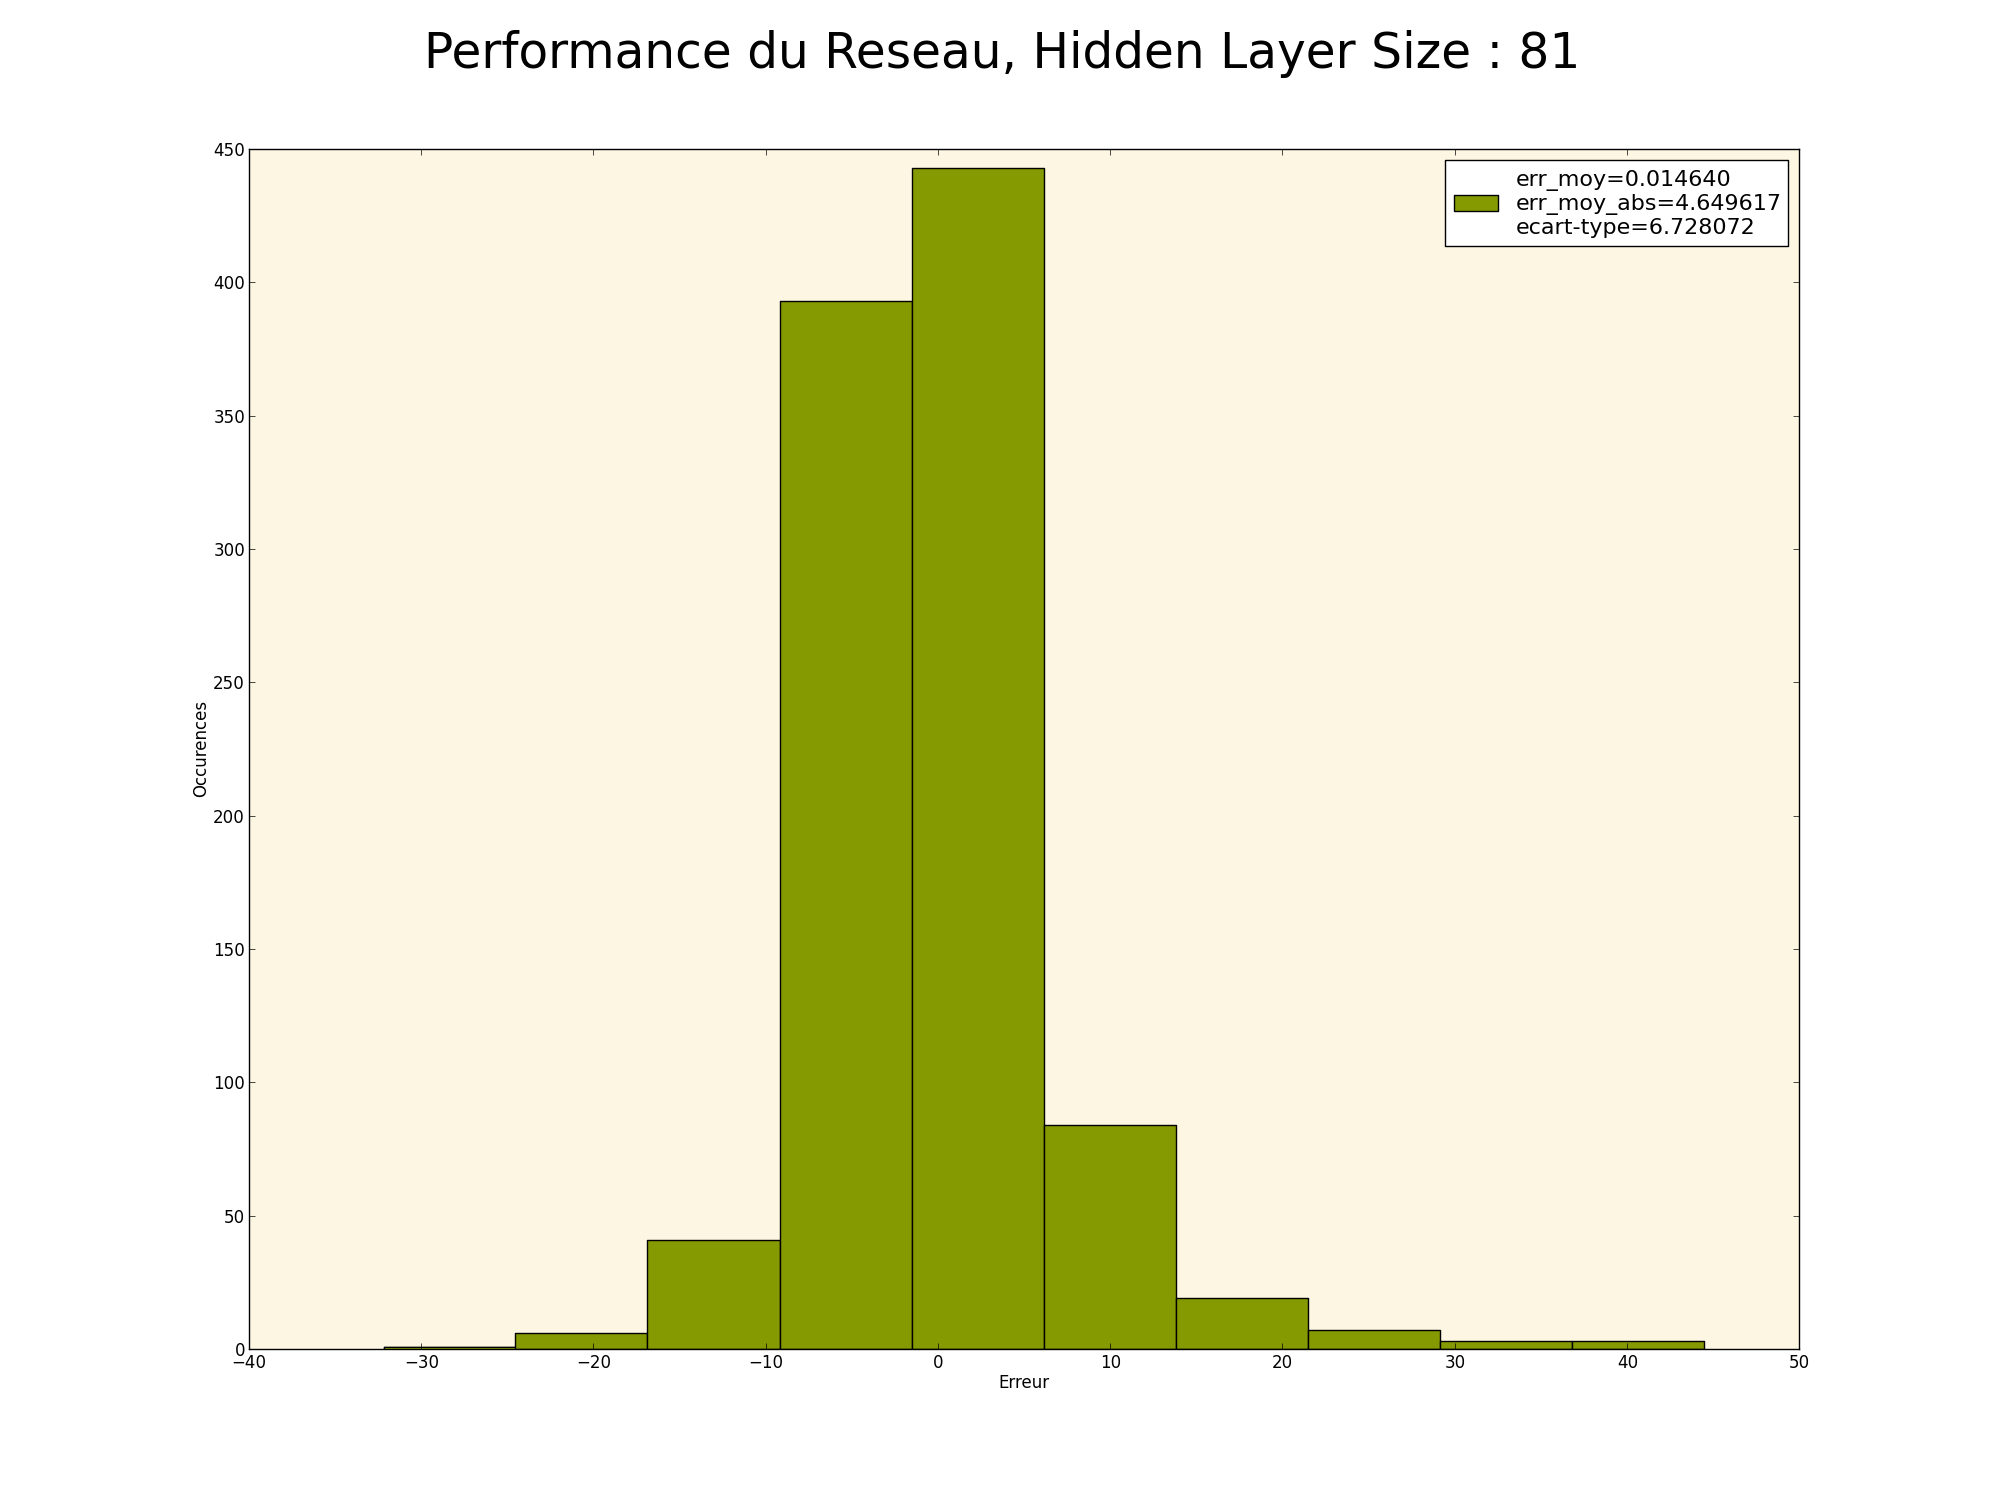 Performance du Reseau, Hidden Layer Size : 81
450
400
350
300
250
200
150
100
50
0
Occurences
err_moy=0.014640
err_moy_abs=4.649617
ecart-type=6.728072
−40 −30 −20 −10 0 10 20 30 40 50
Erreur